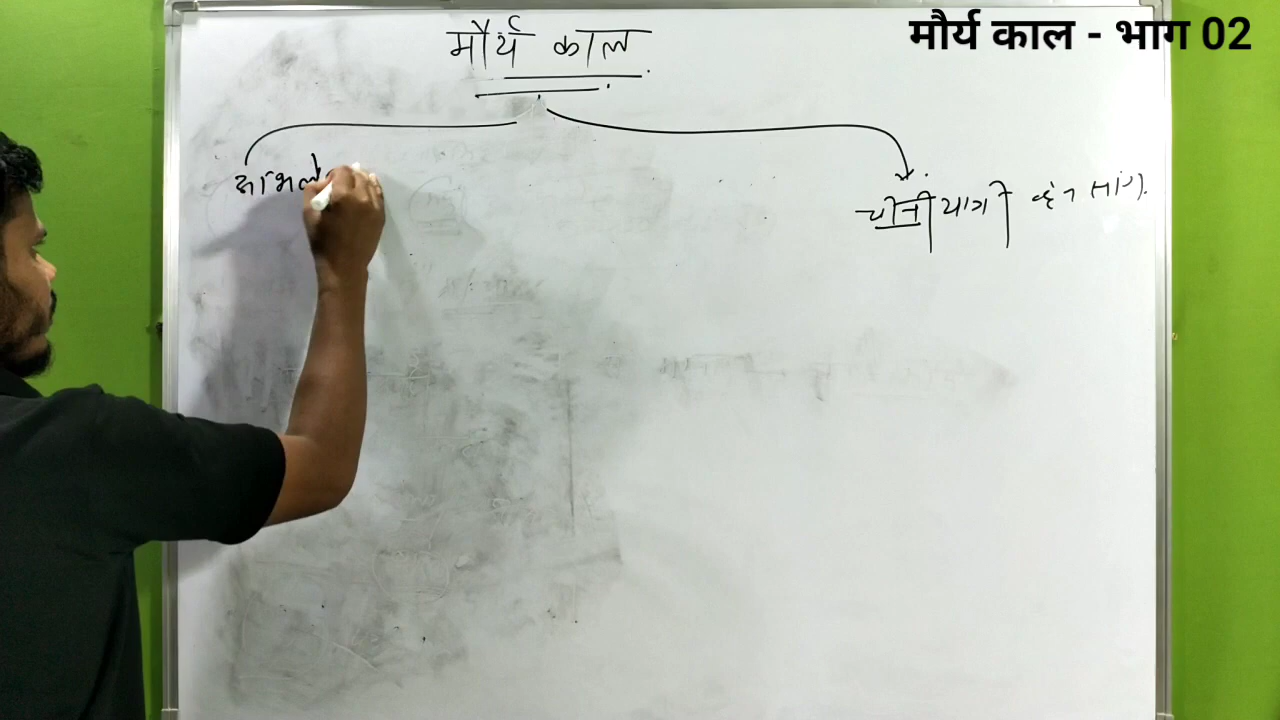 मौर्य काल - भाग 02
मौर्य काल
चीनी यात्री